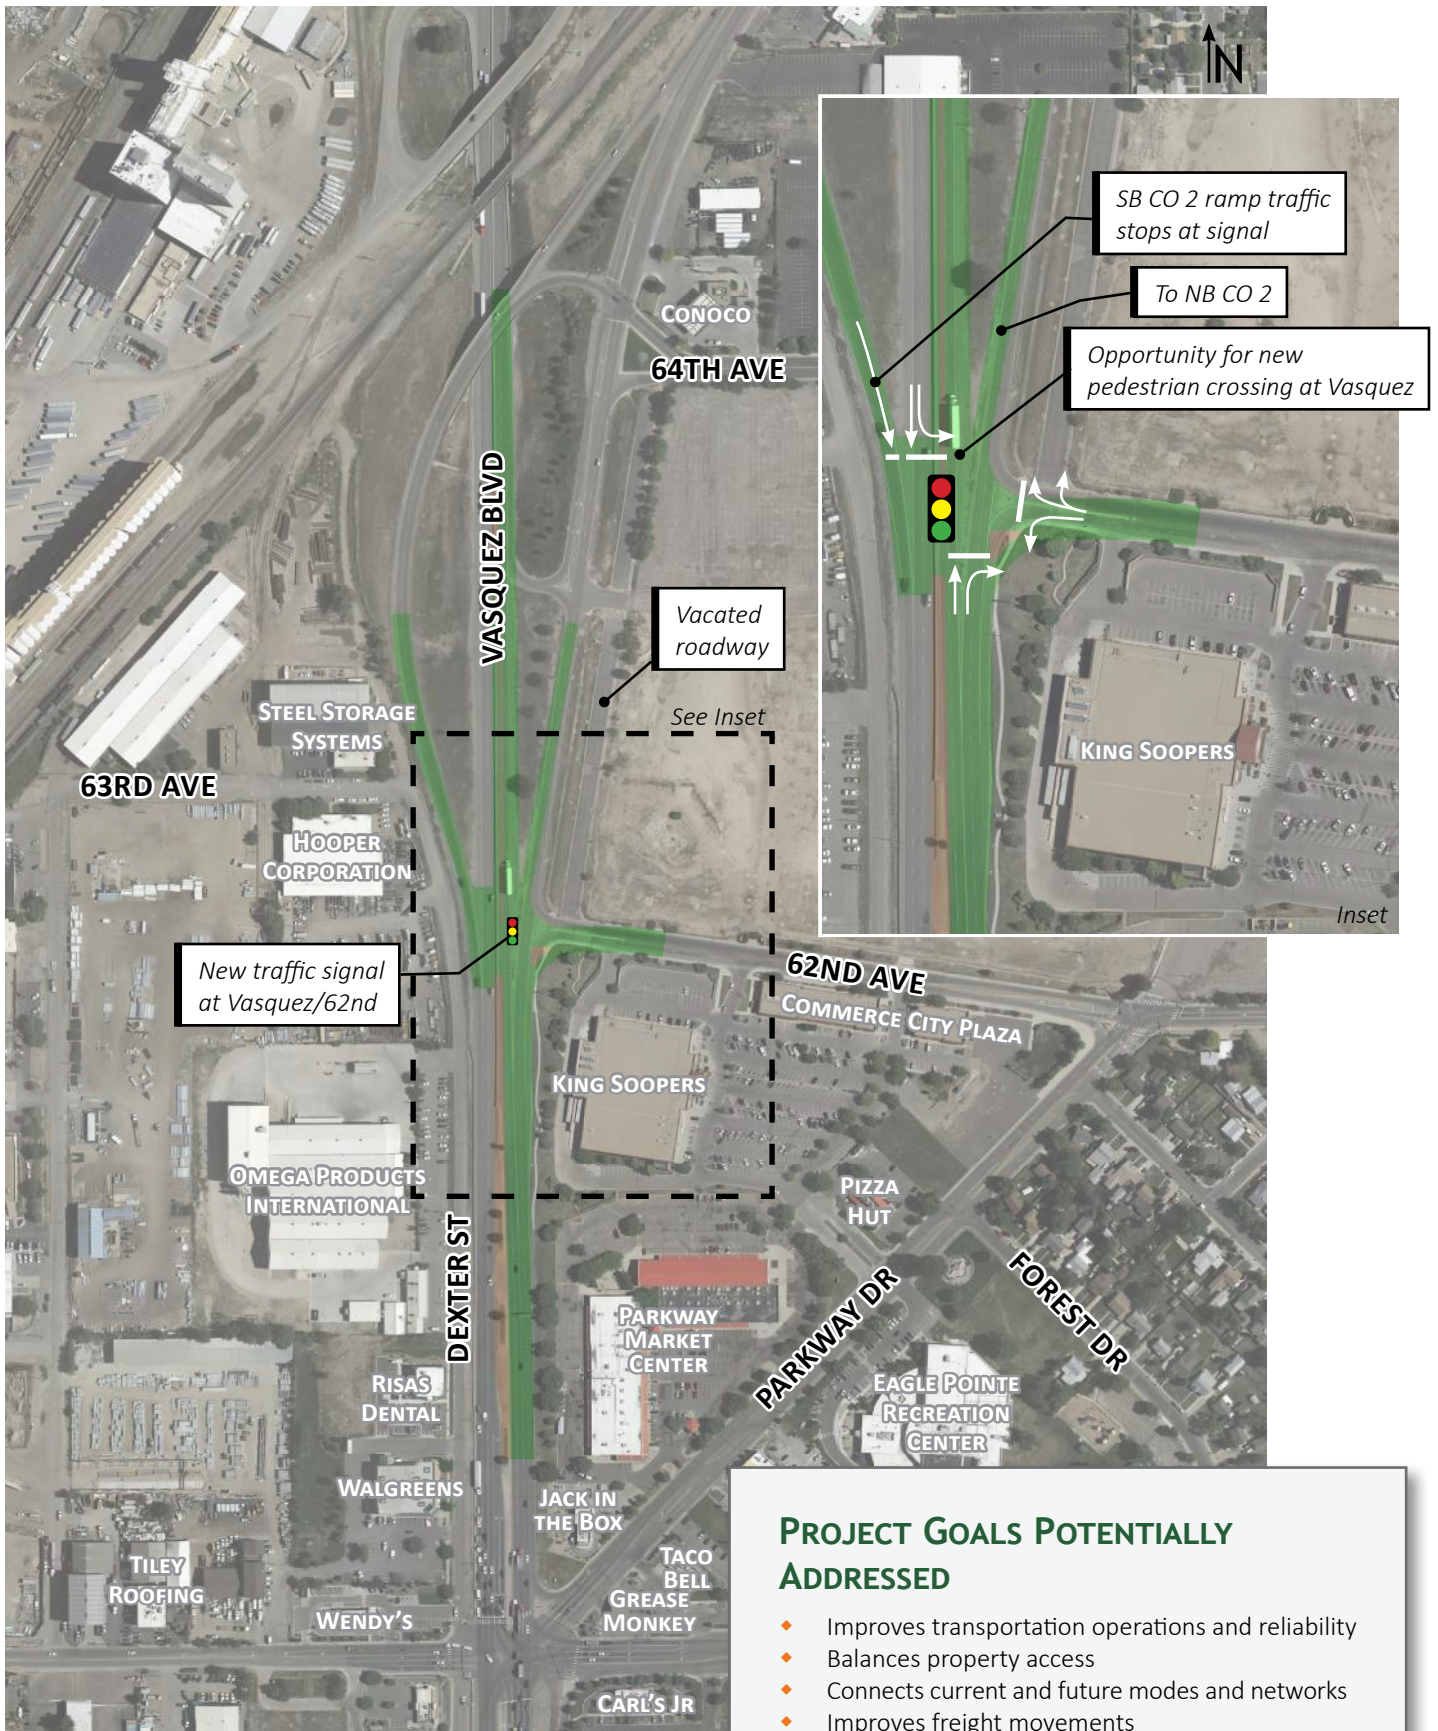 N
SB CO 2 ramp traffic
stops at signal
To NB CO 2
Opportunity for new
pedestrian crossing at Vasquez
KING SOOPERS
Inset
CONOCO
64TH AVE
VASQUEZ BLVD
Vacated
roadway
See Inset
STEEL STORAGE
SYSTEMS
63RD AVE
HOOPER
CORPORATION
New traffic signal
at Vasquez/62nd
62ND AVE
COMMERCE CITY PLAZA
KING SOOPERS
OMEGA PRODUCTS
INTERNATIONAL
PIZZA
HUT
DEXTER ST
FOREST DR
PARKWAY DR
PARKWAY
MARKET
CENTER
RISAS
DENTAL
EAGLE POINTE
RECREATION
CENTER
WALGREENS
JACK IN
THE BOX
TILEY
ROOFING
TACO
BELL
GREASE
MONKEY
WENDY'S
CARL'S JR
PROJECT GOALS POTENTIALLY
ADDRESSED
Improves transportation operations and reliability
Balances property access
Connects current and future modes and networks
Improves freight movements